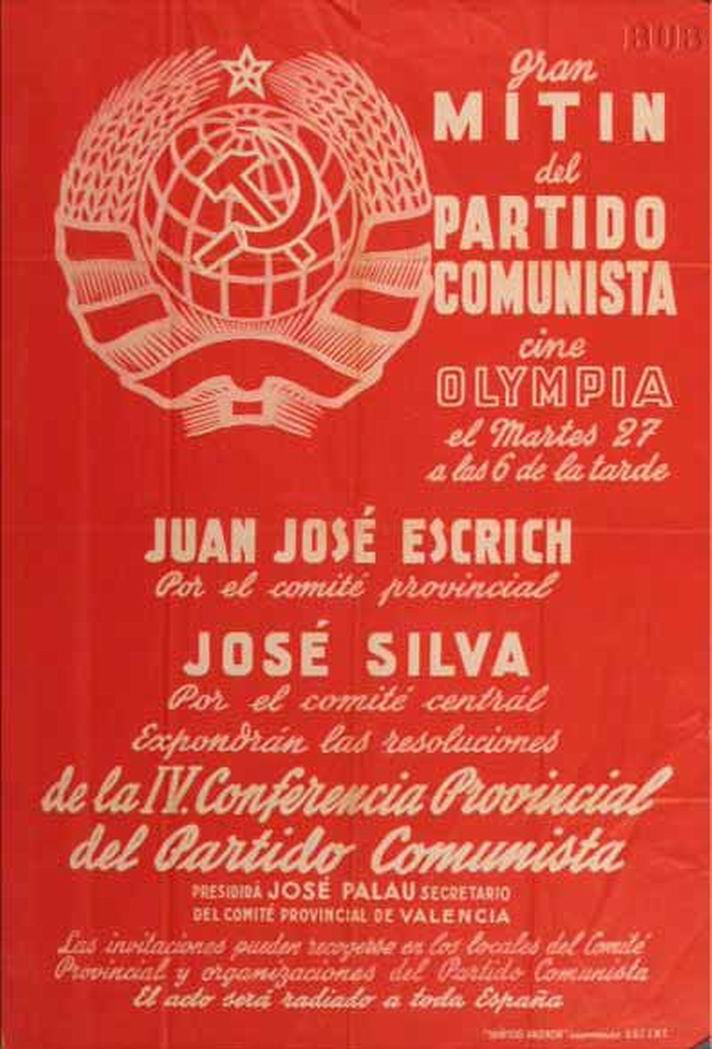 gran
MITIN
del
PARTIDO
COMUNISTA
cine
OLYMPIA
el Martes 27
a las 6 de la tarde
JUAN JOSÉ ESCRICH
Por el comité provincial
JOSÉ SILVA
Por el comité centrál
Expondrán las resoluciones
de la IV. Conferencia Provincial
del Partido Comunista
PRESIDIRÁ JOSÉ PALAU SECRETARIO
DEL COMITÉ PROVINCIAL DE VALENCIA
Las invitaciones pueden recogerse en los locales del Comité
Provincial y organizaciones del Partido Comunista
El acto será radiado a toda España